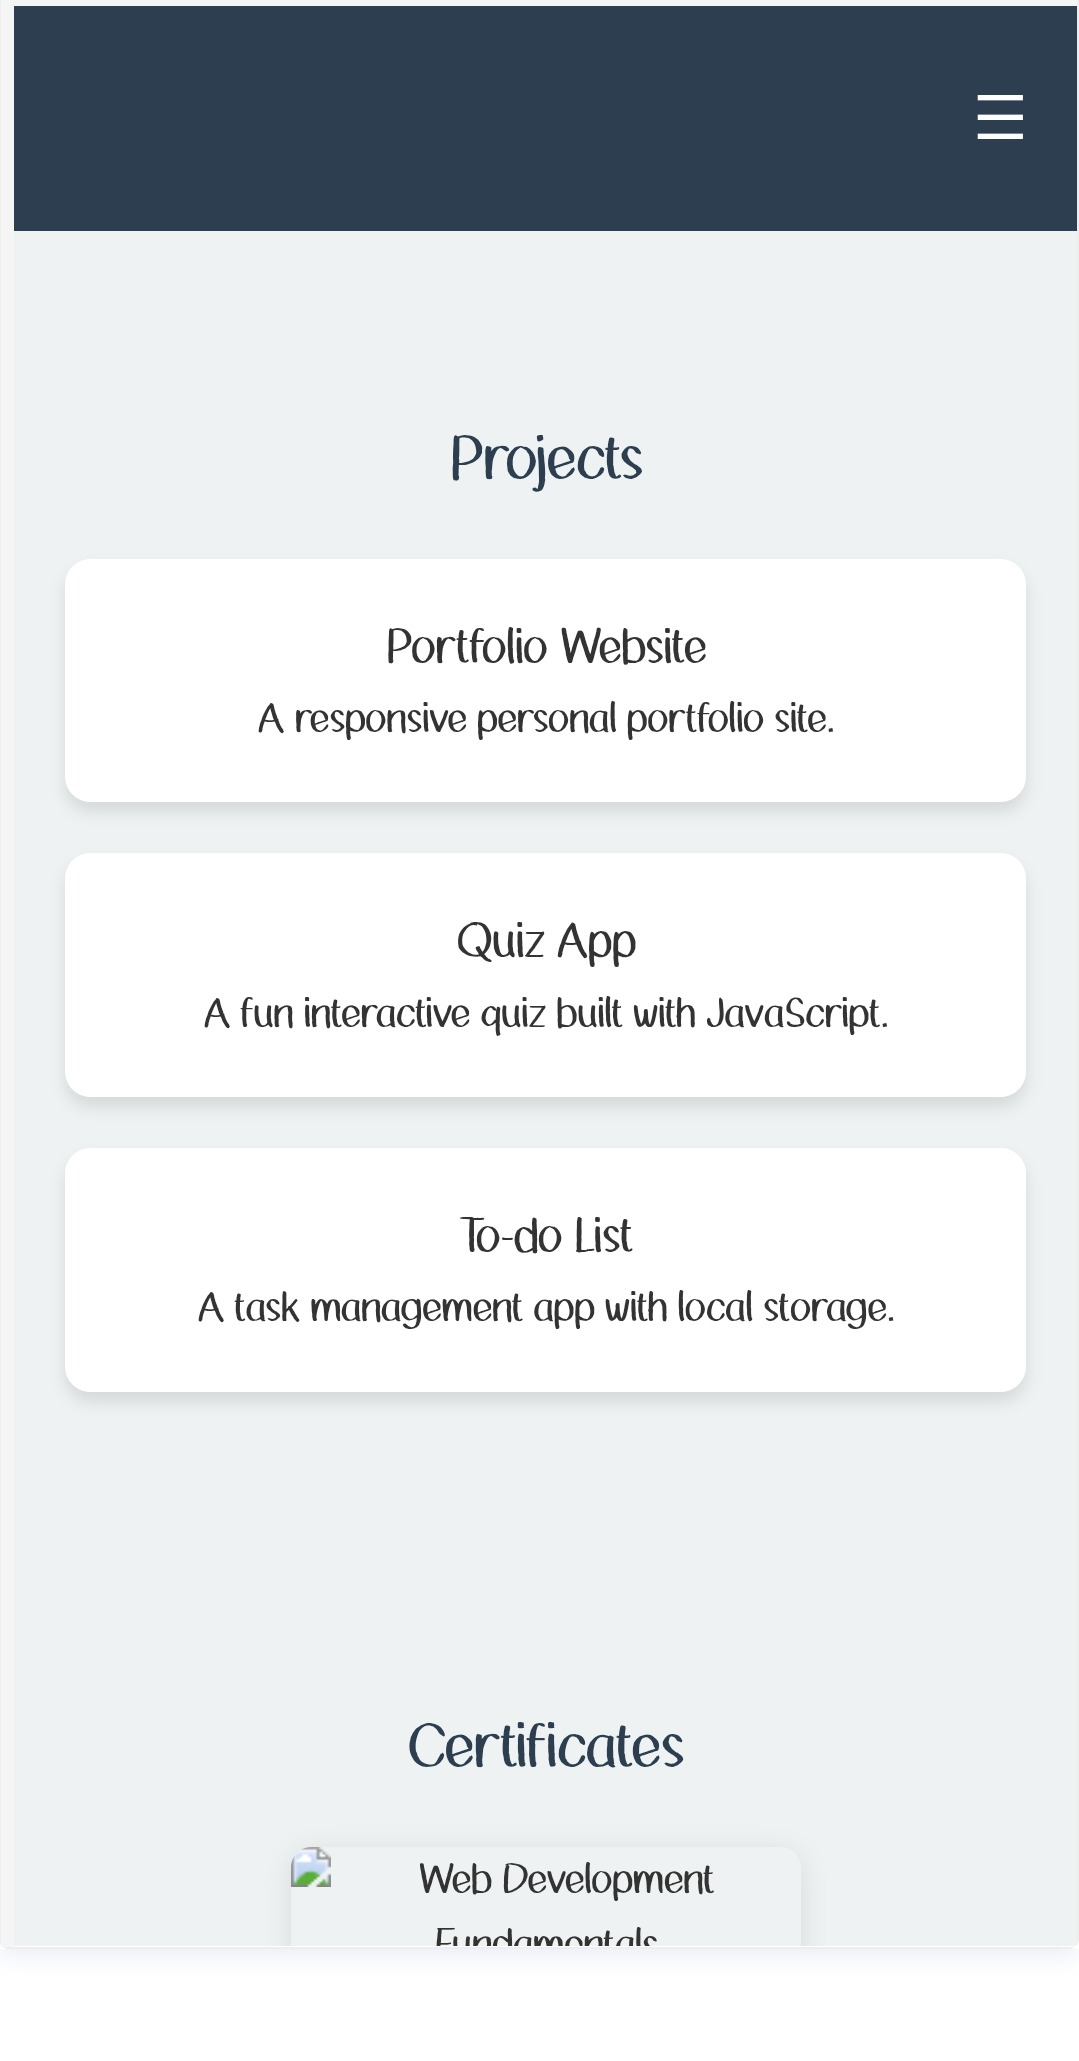 Projects
Portfolio Website
A responsive personal portfolio site.
Quiz App
A fun interactive quiz built with JavaScript.
To-do List
A task management app with local storage.
Certificates
Web Development
Fundamentals